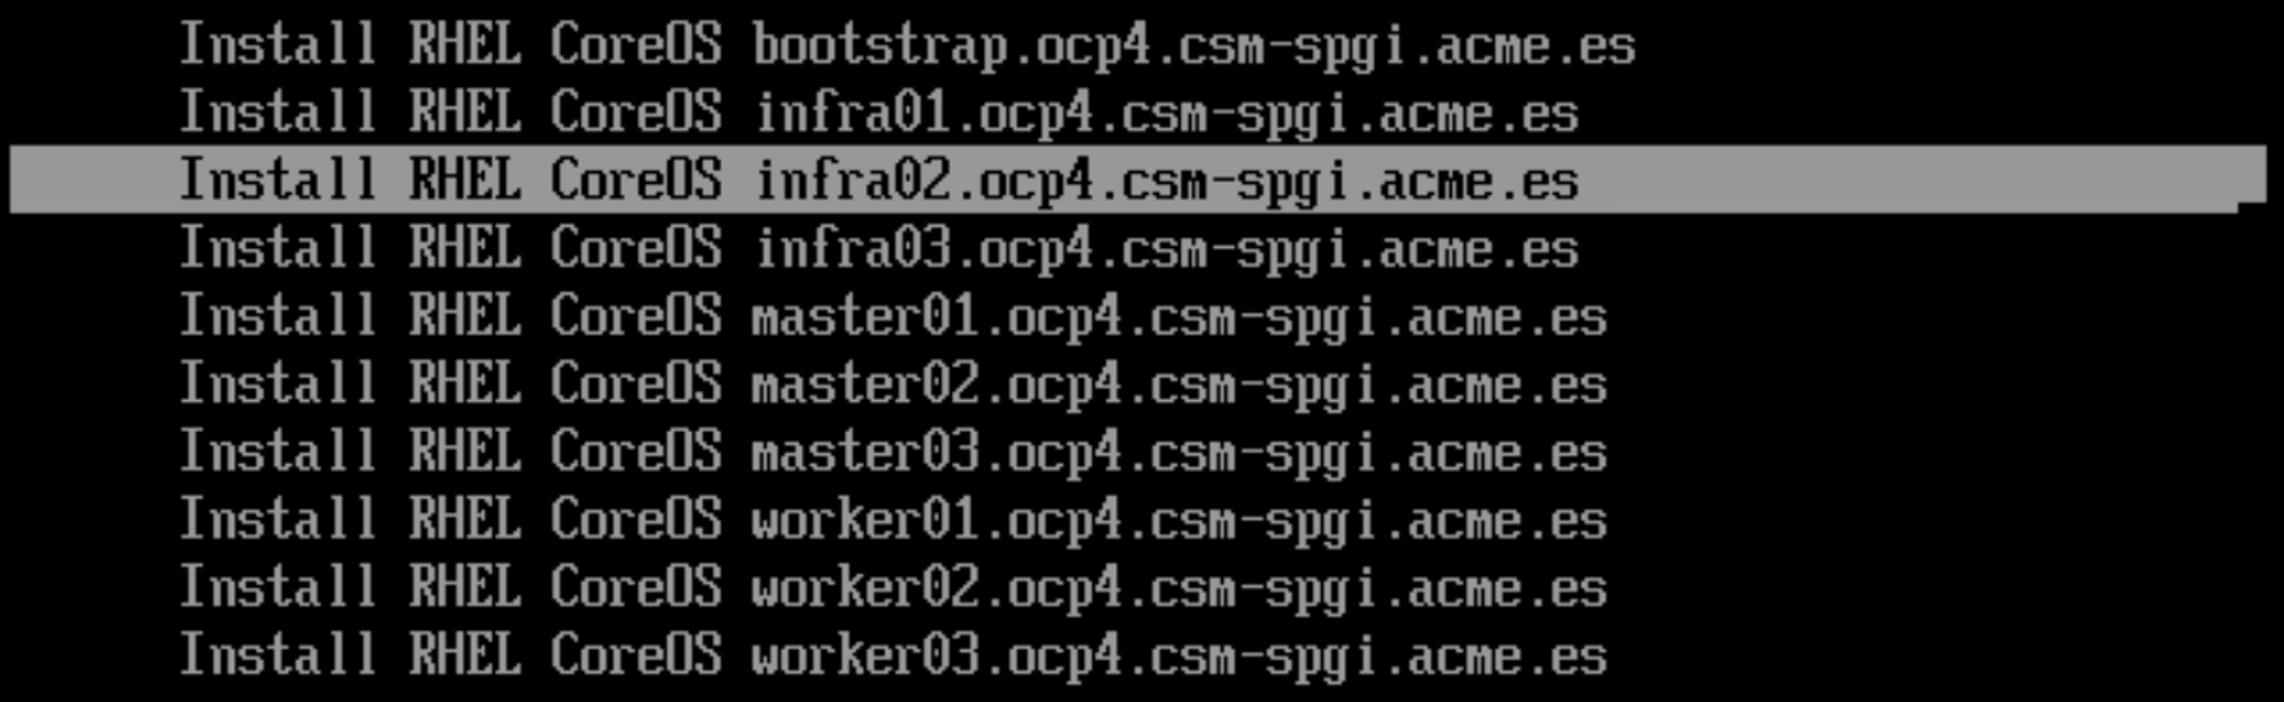 Install RHEL CoreOS bootstrap.ocp4.csm-spgi.acme.es
Install RHEL CoreOS infra01.ocp4.csm-spgi.acme.es
Install RHEL CoreOS infra02.ocp4.csm-spgi.acme.es
Install RHEL CoreOS infra03.ocp4.csm-spgi.acme.es
Install RHEL CoreOS master01.ocp4.csm-spgi.acme.es
Install RHEL CoreOS master02.ocp4.csm-spgi.acme.es
Install RHEL CoreOS master03.ocp4.csm-spgi.acme.es
Install RHEL CoreOS worker01.ocp4.csm-spgi.acme.es
Install RHEL CoreOS worker02.ocp4.csm-spgi.acme.es
Install RHEL CoreOS worker03.ocp4.csm-spgi.acme.es